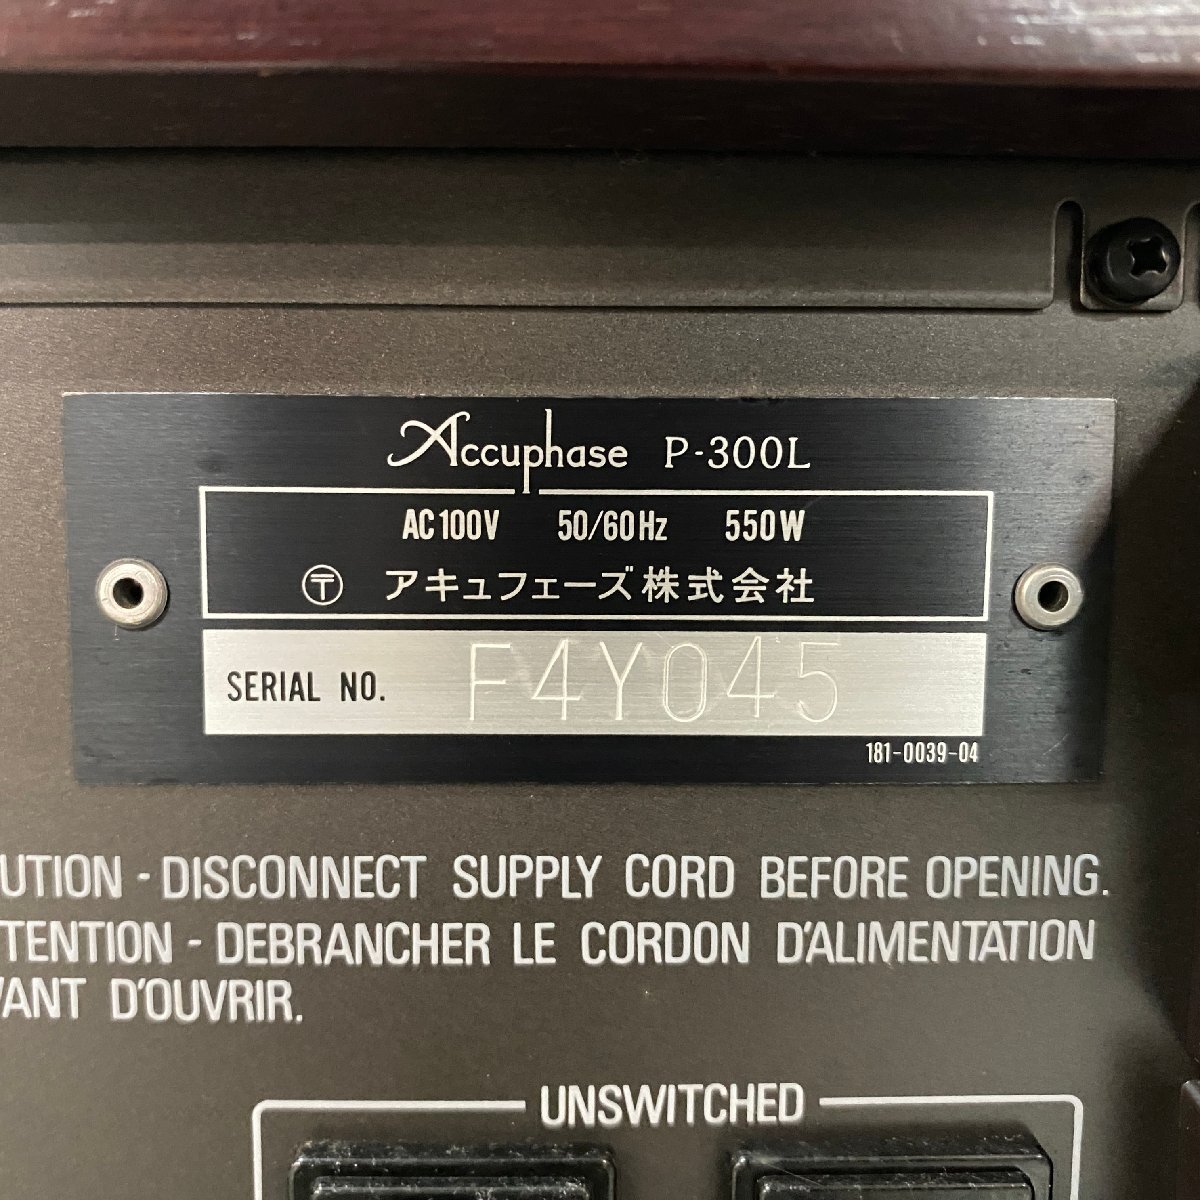 Accuphase P-300L
AC100V 50/60Hz 550W
〶 アキュフェーズ株式会社
SERIAL NO. F4Y045
181-0039-04
UTION - DISCONNECT SUPPLY CORD BEFORE OPENING.
TENTION - DEBRANCHER LE CORDON D'ALIMENTATION
VANT D'OUVRIR.
UNSWITCHED